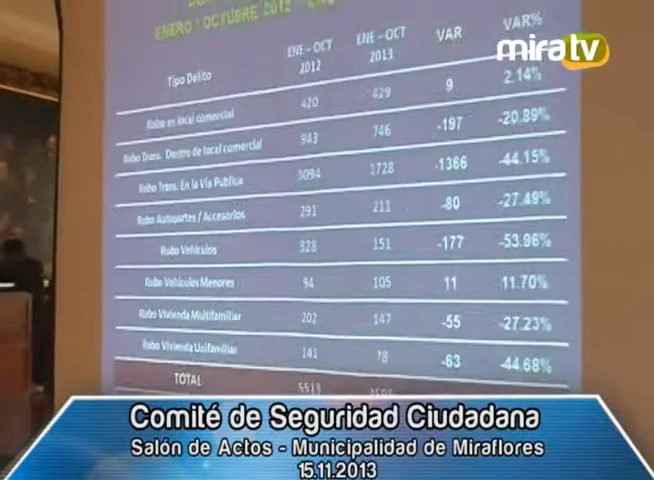 ENERO - OCTUBRE 2012 -
miratv
Tipo Delito ENE - OCT 2012 ENE - OCT 2013 VAR VAR%
Robo en local comercial 420 429 9 2.14%
Robo Trans. Dentro de local comercial 943 746 -197 -20.89%
Robo Trans. En la Vía Publica 3094 1728 -1366 -44.15%
Robo Autopartes / Accesorios 291 211 -80 -27.49%
Robo Vehículos 328 151 -177 -53.96%
Robo Vehículos Menores 94 105 11 11.70%
Robo Vivienda Multifamiliar 202 147 -55 -27.23%
Robo Vivienda Unifamiliar 141 78 -63 -44.68%
TOTAL 5513
Comité de Seguridad Ciudadana
Salón de Actos - Municipalidad de Miraflores
15.11.2013